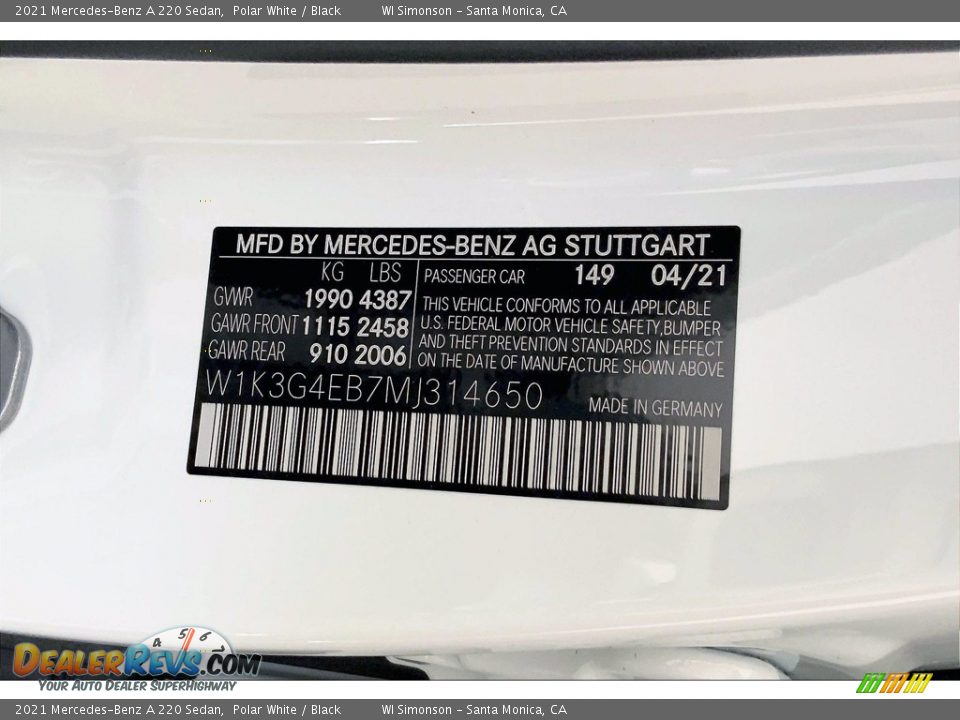 2021 Mercedes-Benz A 220 Sedan, Polar White / Black WI Simonson - Santa Monica, CA
MFD BY MERCEDES-BENZ AG STUTTGART
KG LBS PASSENGER CAR 149 04/21
GVWR 1990 4387
GAWR FRONT 1115 2458
GAWR REAR 910 2006
THIS VEHICLE CONFORMS TO ALL APPLICABLE
U.S. FEDERAL MOTOR VEHICLE SAFETY,BUMPER
AND THEFT PREVENTION STANDARDS IN EFFECT
ON THE DATE OF MANUFACTURE SHOWN ABOVE
W1K3G4EB7MJ314650
MADE IN GERMANY
4 5 6 7
DealerRevs.com
Your Auto Dealer SuperHighway
2021 Mercedes-Benz A 220 Sedan, Polar White / Black WI Simonson - Santa Monica, CA